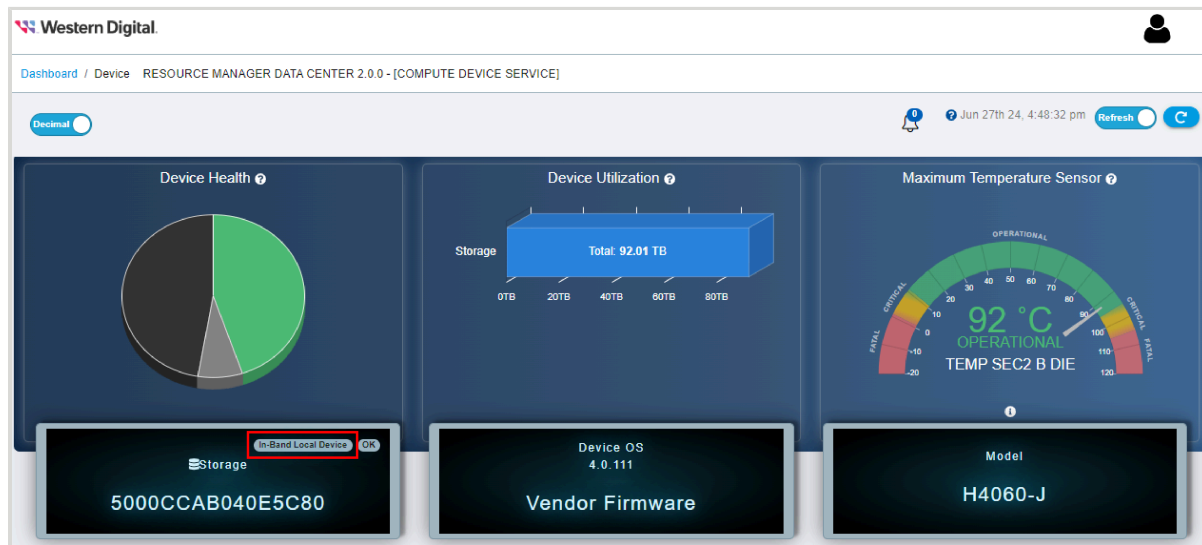 Western Digital.
Dashboard / Device RESOURCE MANAGER DATA CENTER 2.0.0 - [COMPUTE DEVICE SERVICE]
Decimal
0
Jun 27th 24, 4:48:32 pm
Refresh
Device Health
Device Utilization
Storage
Total: 92.01 TB
0TB 20TB 40TB 60TB 80TB
Maximum Temperature Sensor
FATAL CRITICAL OPERATIONAL CRITICAL FATAL
-20 -10 0 10 20 30 40 50 60 70 80 90 100 110 120
92 °C
OPERATIONAL
TEMP SEC2 B DIE
In-Band Local Device OK
Storage
5000CCAB040E5C80
Device OS
4.0.111
Vendor Firmware
Model
H4060-J